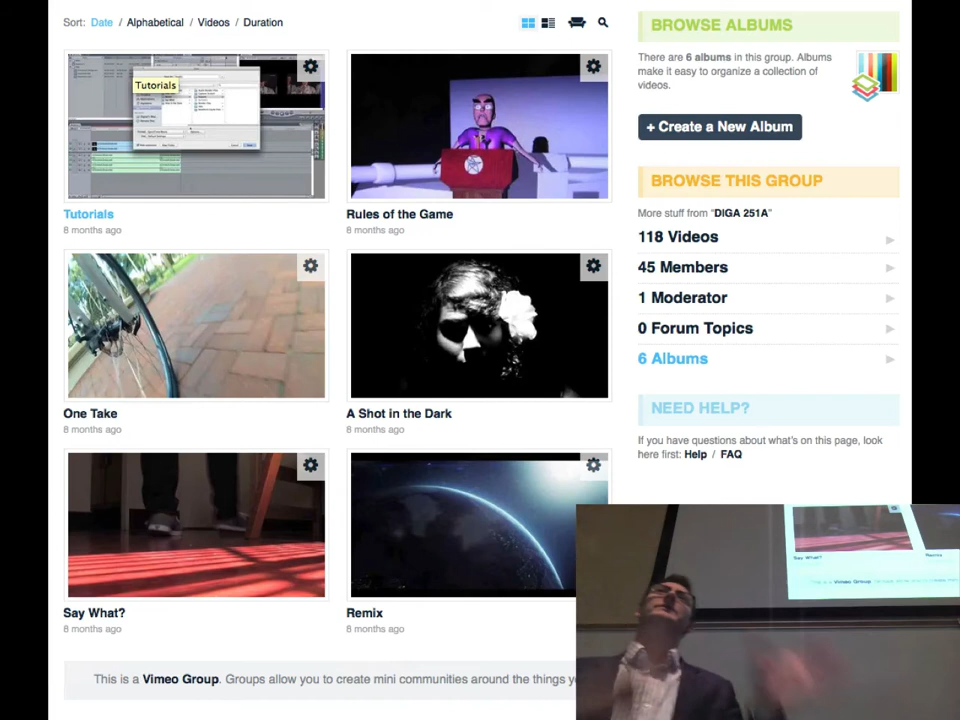 Sort: Date / Alphabetical / Videos / Duration
Tutorials
Tutorials
8 months ago
Rules of the Game
8 months ago
One Take
8 months ago
A Shot in the Dark
8 months ago
Say What?
8 months ago
Remix
8 months ago
This is a Vimeo Group. Groups allow you to create mini communities around the things
BROWSE ALBUMS
There are 6 albums in this group. Albums
make it easy to organize a collection of
videos.
+ Create a New Album
BROWSE THIS GROUP
More stuff from "DIGA 251A"
118 Videos
45 Members
1 Moderator
0 Forum Topics
6 Albums
NEED HELP?
If you have questions about what's on this page, look
here first: Help / FAQ
Say What?
Remix